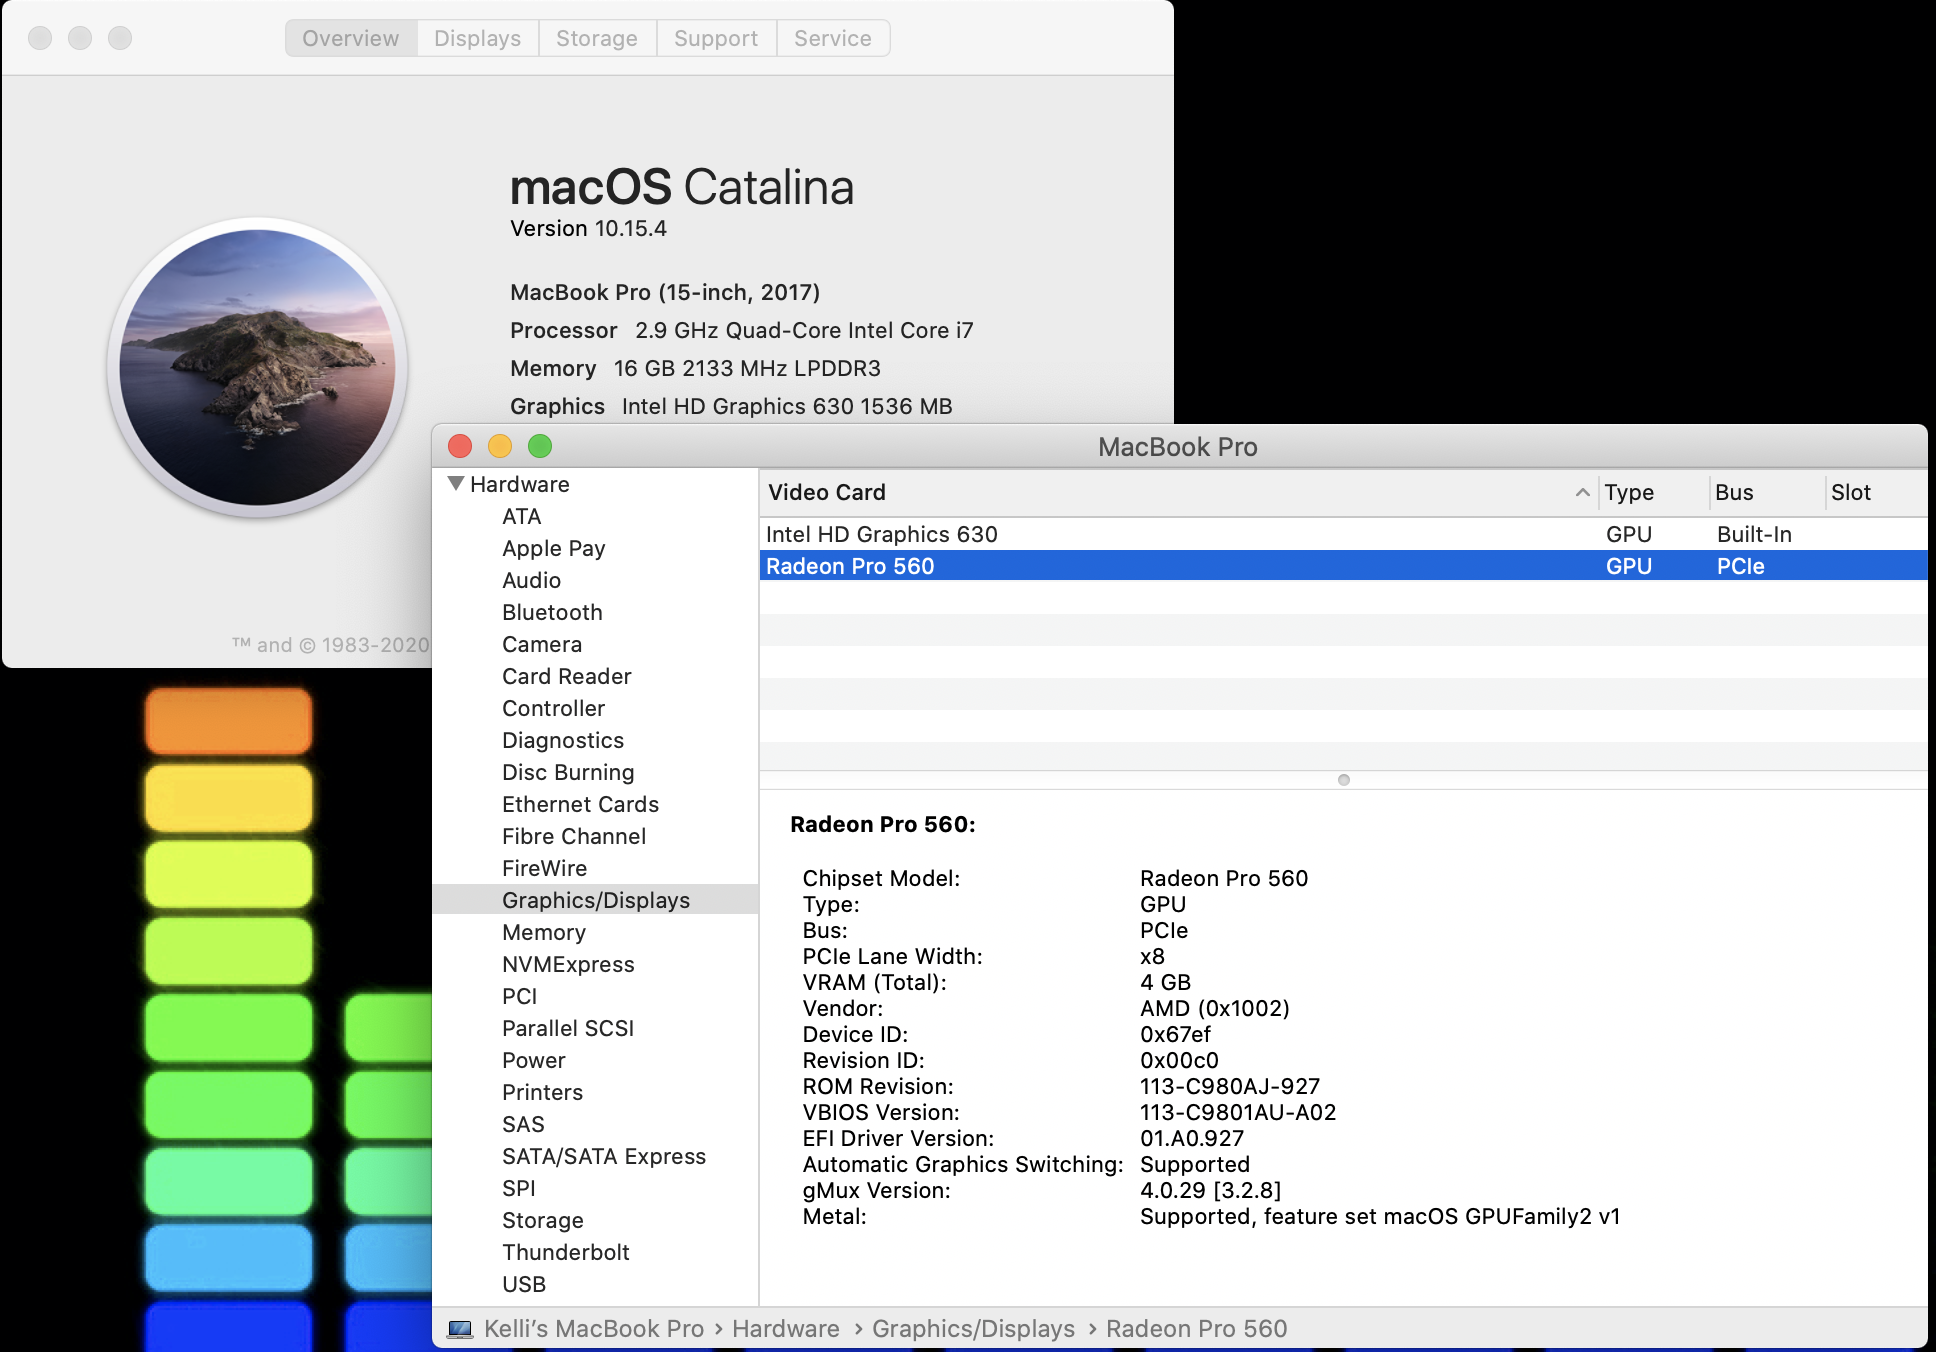 Overview Displays Storage Support Service
macOS Catalina
Version 10.15.4
MacBook Pro (15-inch, 2017)
Processor 2.9 GHz Quad-Core Intel Core i7
Memory 16 GB 2133 MHz LPDDR3
Graphics Intel HD Graphics 630 1536 MB
™ and © 1983-2020
MacBook Pro
Hardware
ATA
Apple Pay
Audio
Bluetooth
Camera
Card Reader
Controller
Diagnostics
Disc Burning
Ethernet Cards
Fibre Channel
FireWire
Graphics/Displays
Memory
NVMExpress
PCI
Parallel SCSI
Power
Printers
SAS
SATA/SATA Express
SPI
Storage
Thunderbolt
USB
Video Card Type Bus Slot
Intel HD Graphics 630 GPU Built-In
Radeon Pro 560 GPU PCIe
Radeon Pro 560:
Chipset Model: Radeon Pro 560
Type: GPU
Bus: PCIe
PCIe Lane Width: x8
VRAM (Total): 4 GB
Vendor: AMD (0x1002)
Device ID: 0x67ef
Revision ID: 0x00c0
ROM Revision: 113-C980AJ-927
VBIOS Version: 113-C9801AU-A02
EFI Driver Version: 01.A0.927
Automatic Graphics Switching: Supported
gMux Version: 4.0.29 [3.2.8]
Metal: Supported, feature set macOS GPUFamily2 v1
Kelli’s MacBook Pro › Hardware › Graphics/Displays › Radeon Pro 560